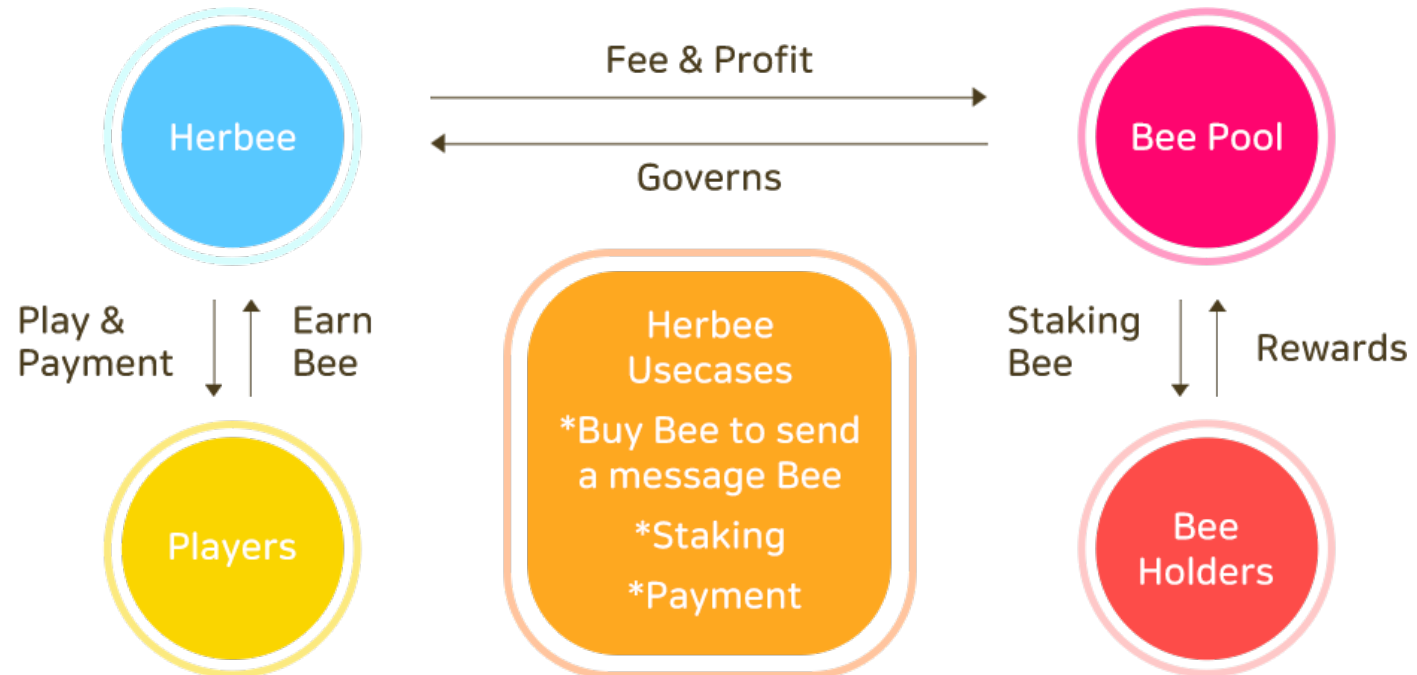 Fee & Profit
Herbee
Bee Pool
Governs
Play &
Payment
Earn
Bee
Herbee
Usecases
*Buy Bee to send
a message Bee
*Staking
*Payment
Staking
Bee
Rewards
Players
Bee
Holders